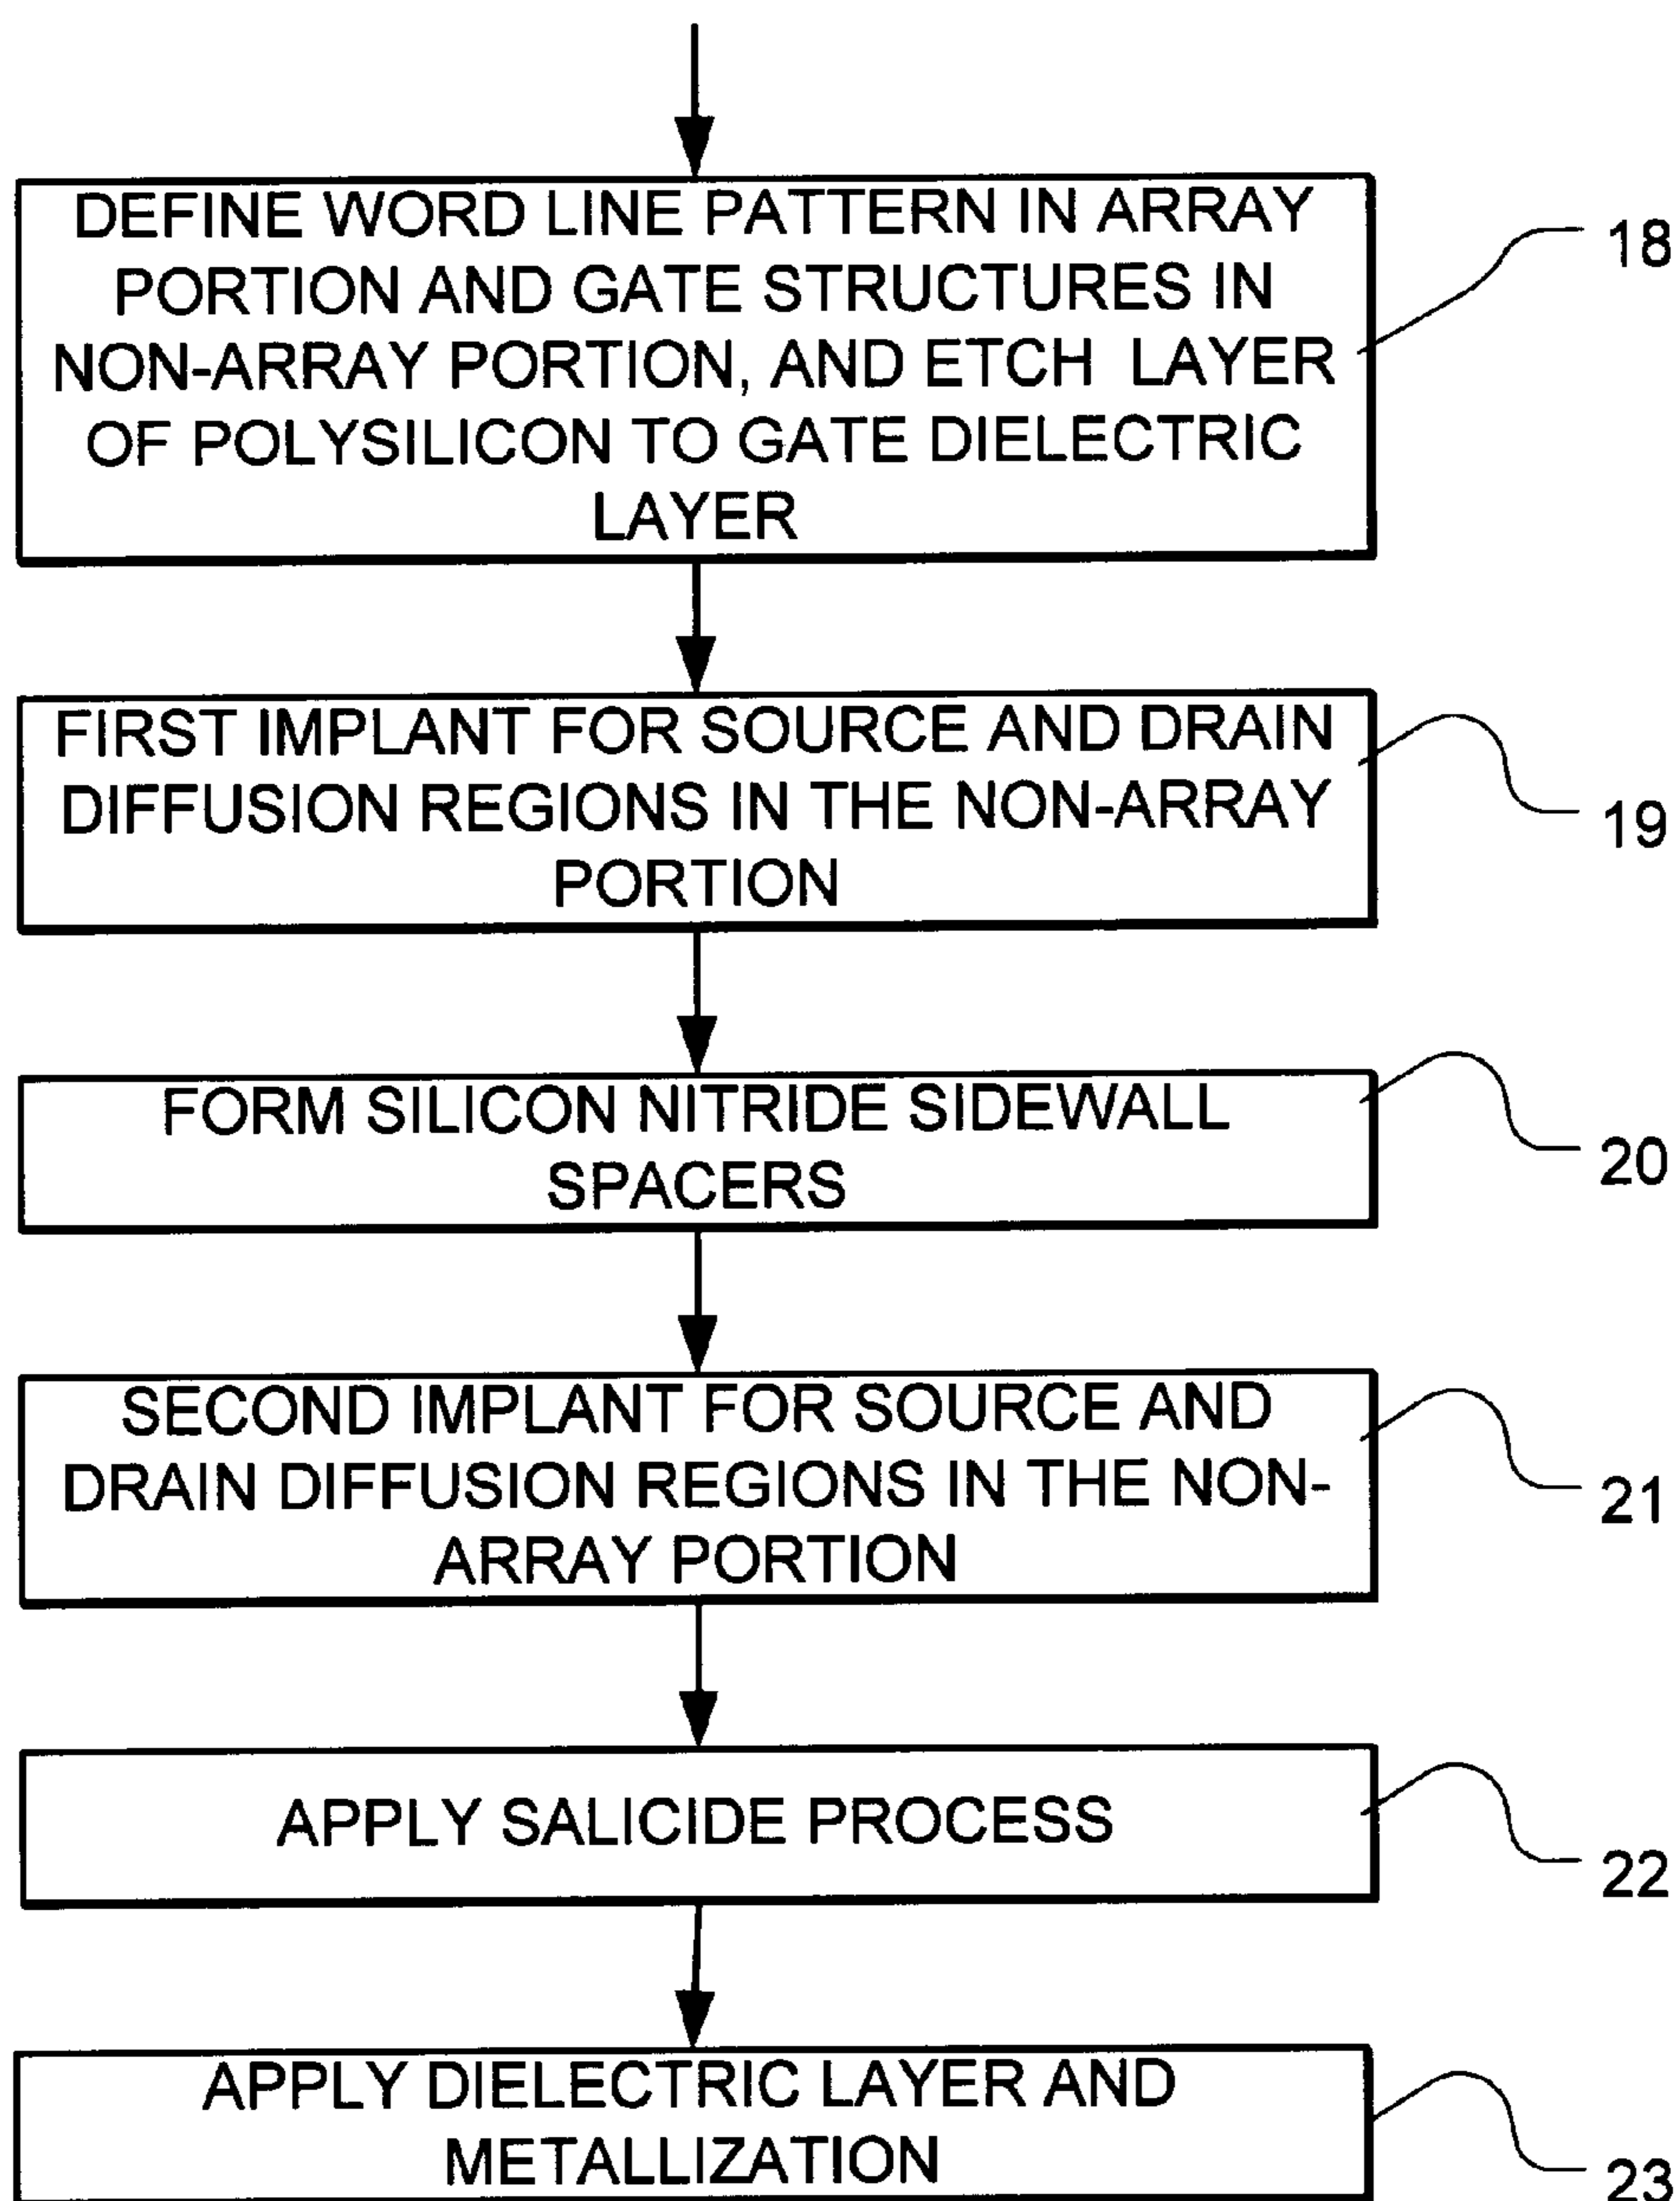 DEFINE WORD LINE PATTERN IN ARRAY
PORTION AND GATE STRUCTURES IN
NON-ARRAY PORTION, AND ETCH LAYER
OF POLYSILICON TO GATE DIELECTRIC
LAYER
18
FIRST IMPLANT FOR SOURCE AND DRAIN
DIFFUSION REGIONS IN THE NON-ARRAY
PORTION
19
FORM SILICON NITRIDE SIDEWALL
SPACERS
20
SECOND IMPLANT FOR SOURCE AND
DRAIN DIFFUSION REGIONS IN THE NON-
ARRAY PORTION
21
APPLY SALICIDE PROCESS
22
APPLY DIELECTRIC LAYER AND
METALLIZATION
23